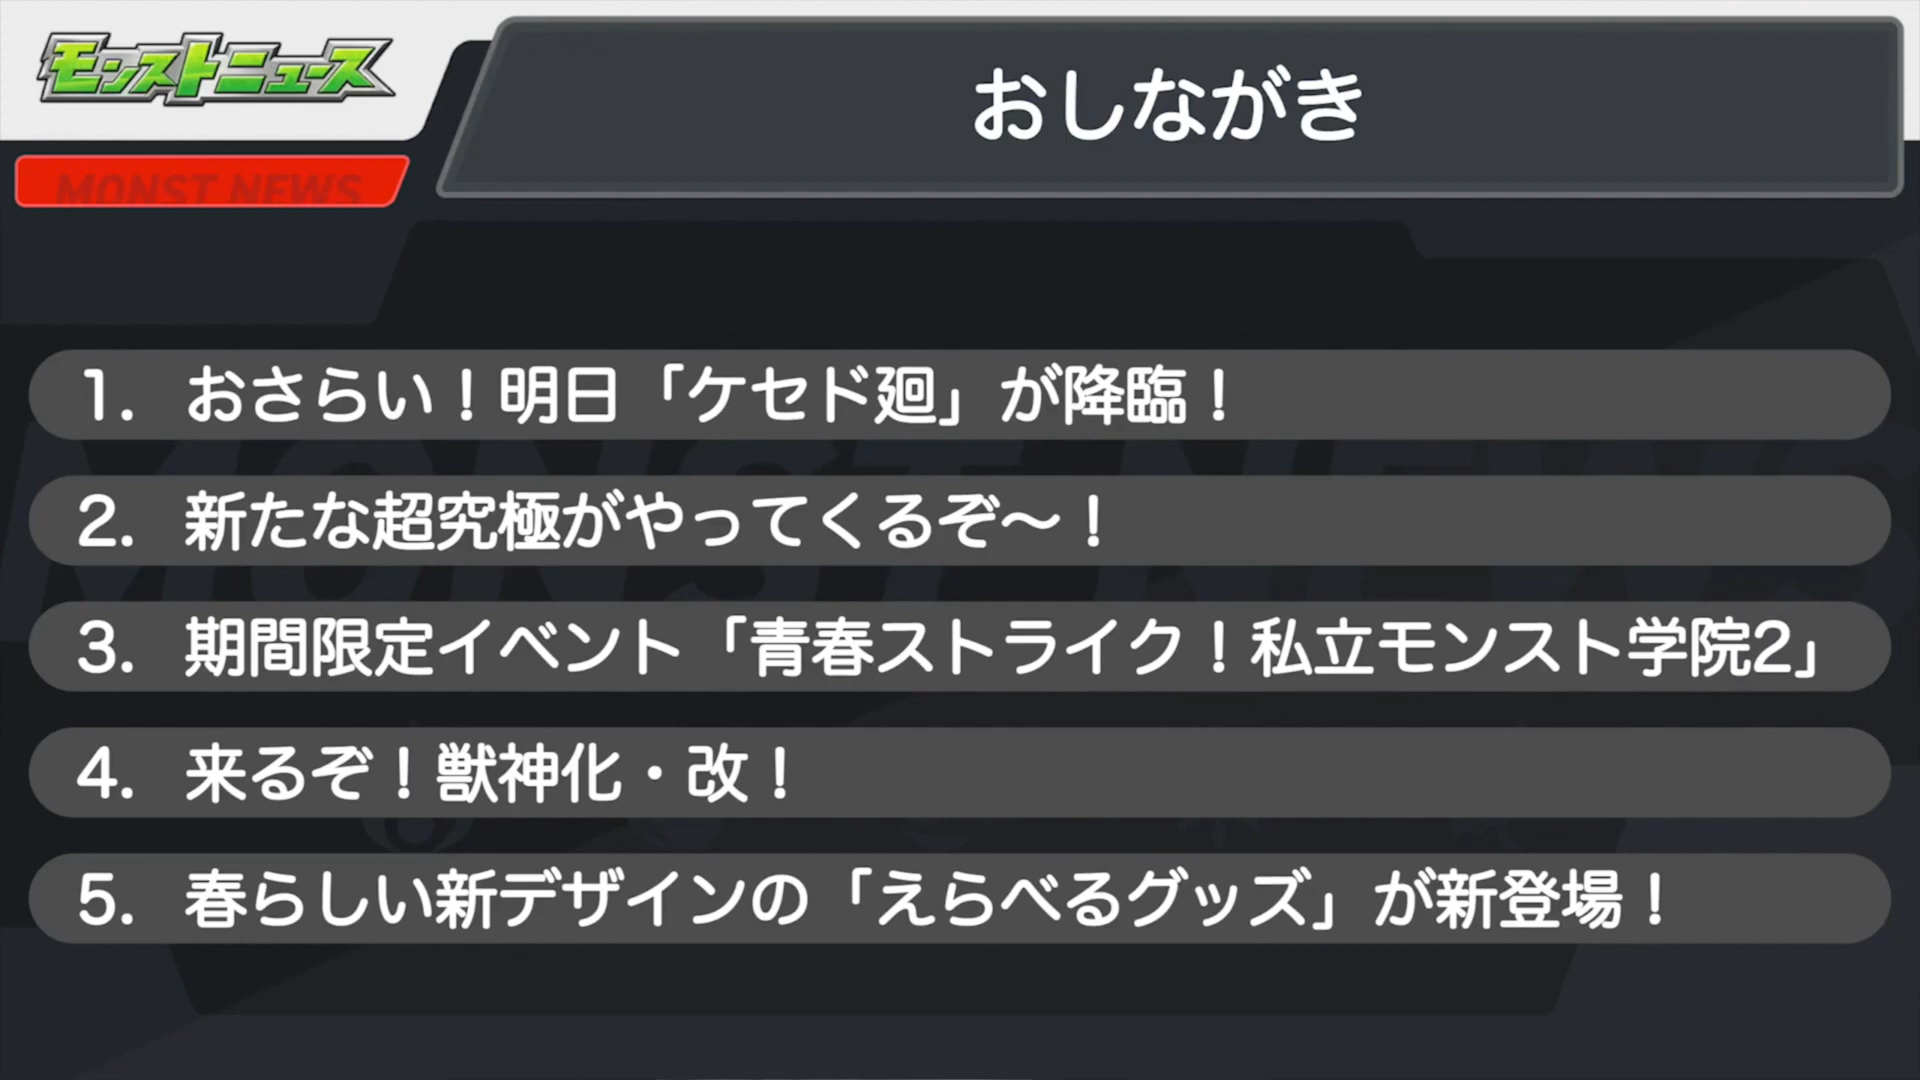 モンストニュース
おしながき
MONST NEWS
1. おさらい！明日「ケセド廻」が降臨！
2. 新たな超究極がやってくるぞ〜！
3. 期間限定イベント「青春ストライク！私立モンスト学院2」
4. 来るぞ！獣神化・改！
5. 春らしい新デザインの「えらべるグッズ」が新登場！
MONST NEWS